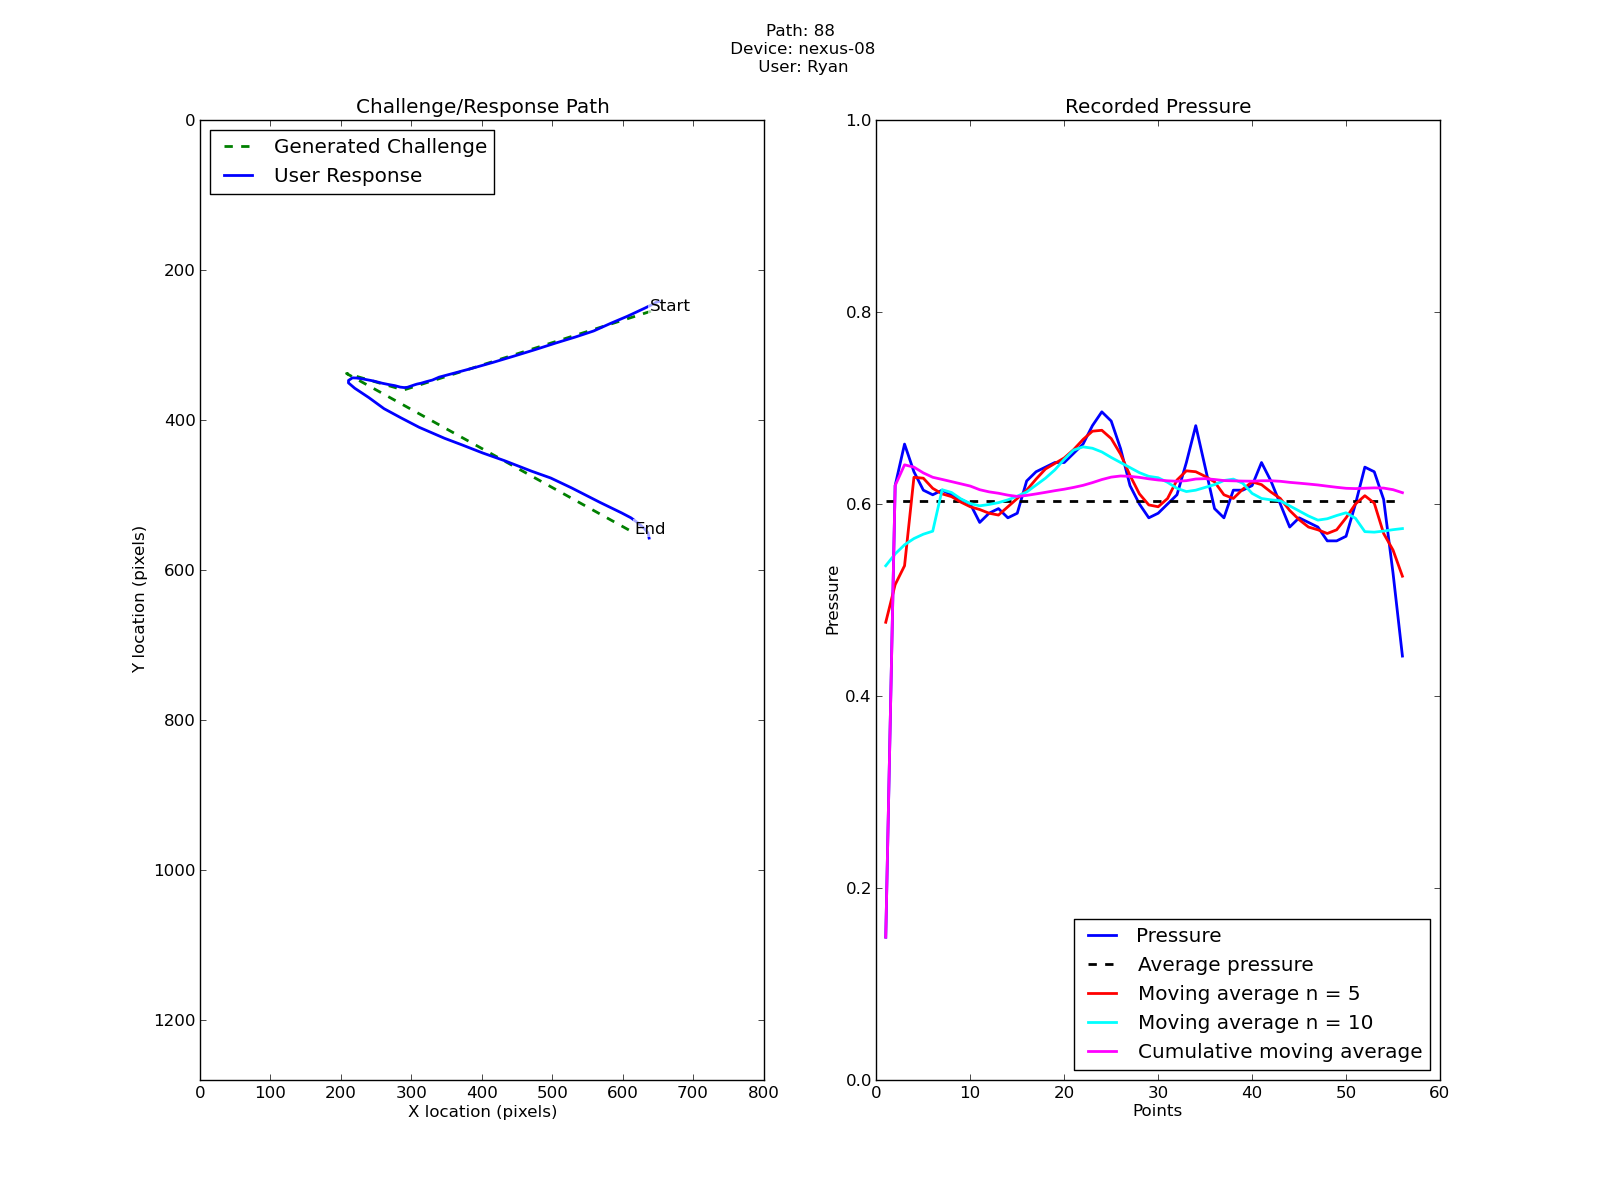 Path: 88
Device: nexus-08
User: Ryan
Challenge/Response Path
Generated Challenge
User Response
Start
End
0
200
400
600
800
1000
1200
Y location (pixels)
0 100 200 300 400 500 600 700 800
X location (pixels)
Recorded Pressure
1.0
0.8
0.6
0.4
0.2
0.0
Pressure
Pressure
Average pressure
Moving average n = 5
Moving average n = 10
Cumulative moving average
0 10 20 30 40 50 60
Points